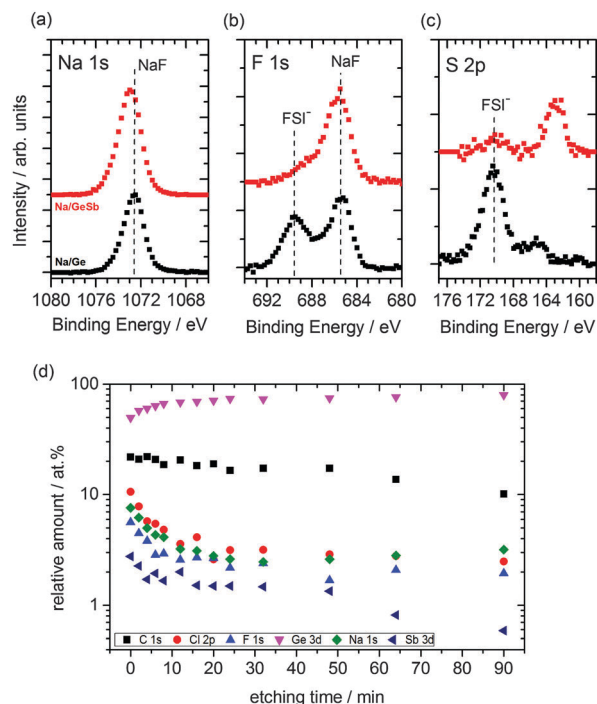 (a)
(b)
(c)
Na 1s
NaF
F 1s
NaF
FSI⁻
S 2p
FSI⁻
Intensity / arb. units
Na/GeSb
Na/Ge
1080 1076 1072 1068
692 688 684 680
176 172 168 164 160
Binding Energy / eV
Binding Energy / eV
Binding Energy / eV
(d)
100
10
1
relative amount / at.%
C 1s Cl 2p F 1s Ge 3d Na 1s Sb 3d
0 10 20 30 40 50 60 70 80 90
etching time / min